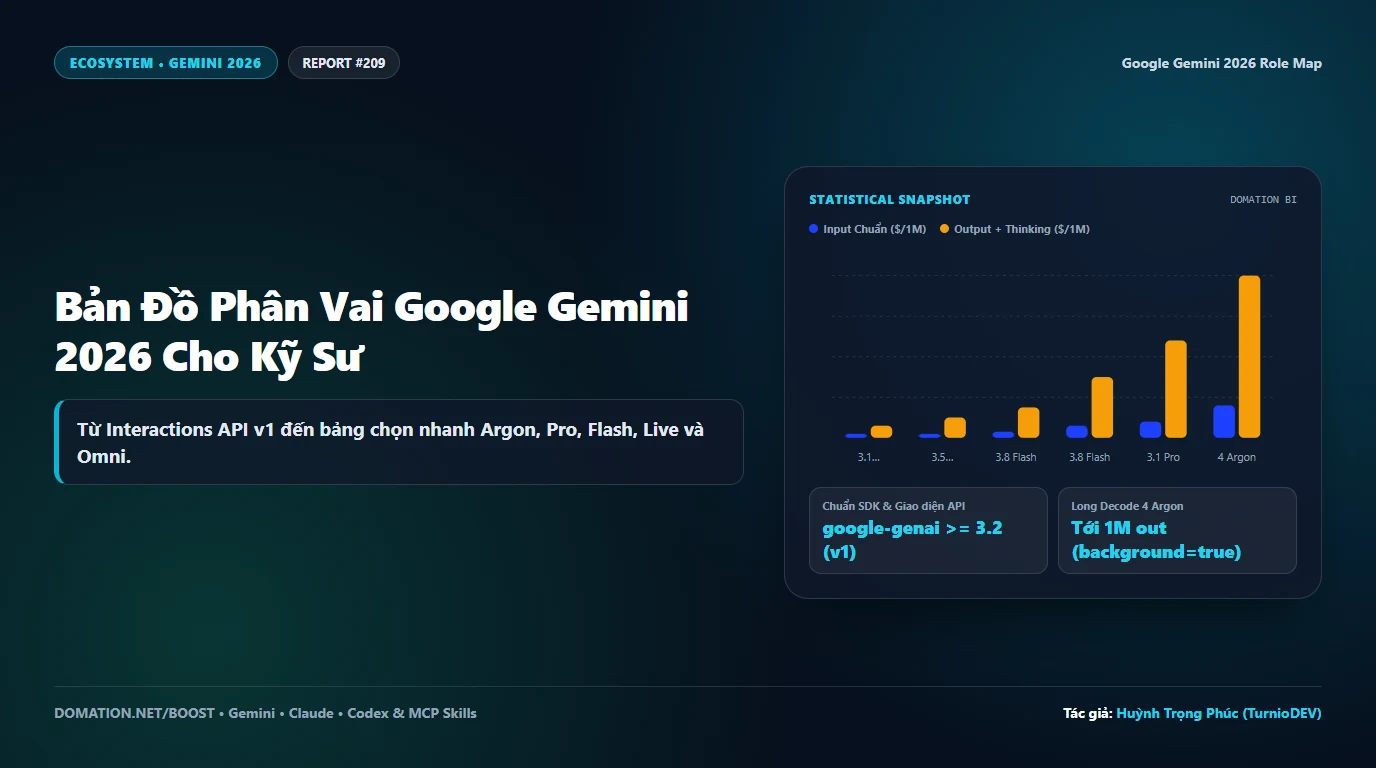 ECOSYSTEM • GEMINI 2026
REPORT #209
Google Gemini 2026 Role Map
Bản Đồ Phân Vai Google Gemini
2026 Cho Kỹ Sư
Từ Interactions API v1 đến bảng chọn nhanh Argon, Pro, Flash, Live và
Omni.
STATISTICAL SNAPSHOT
DOMATION BI
Input Chuẩn ($/1M)
Output + Thinking ($/1M)
3.1...
3.5...
3.8 Flash
3.8 Flash
3.1 Pro
4 Argon
Chuẩn SDK & Giao diện API
google-genai >= 3.2
(v1)
Long Decode 4 Argon
Tới 1M out
(background=true)
DOMATION.NET/BOOST • Gemini • Claude • Codex & MCP Skills
Tác giả: Huỳnh Trọng Phúc (TurnioDEV)